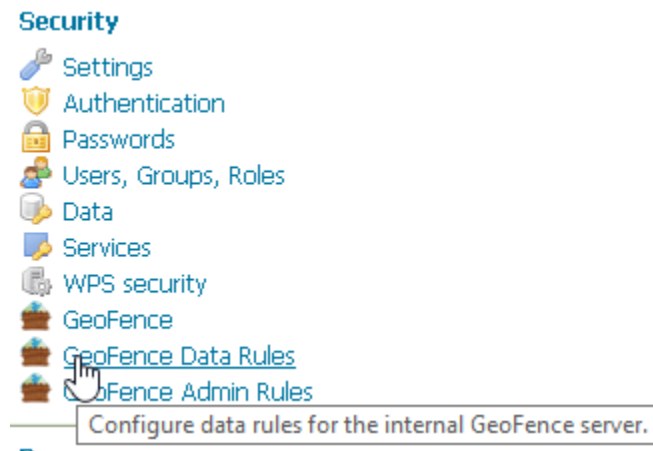 Security
Settings
Authentication
Passwords
Users, Groups, Roles
Data
Services
WPS security
GeoFence
GeoFence Data Rules
GeoFence Admin Rules
Configure data rules for the internal GeoFence server.